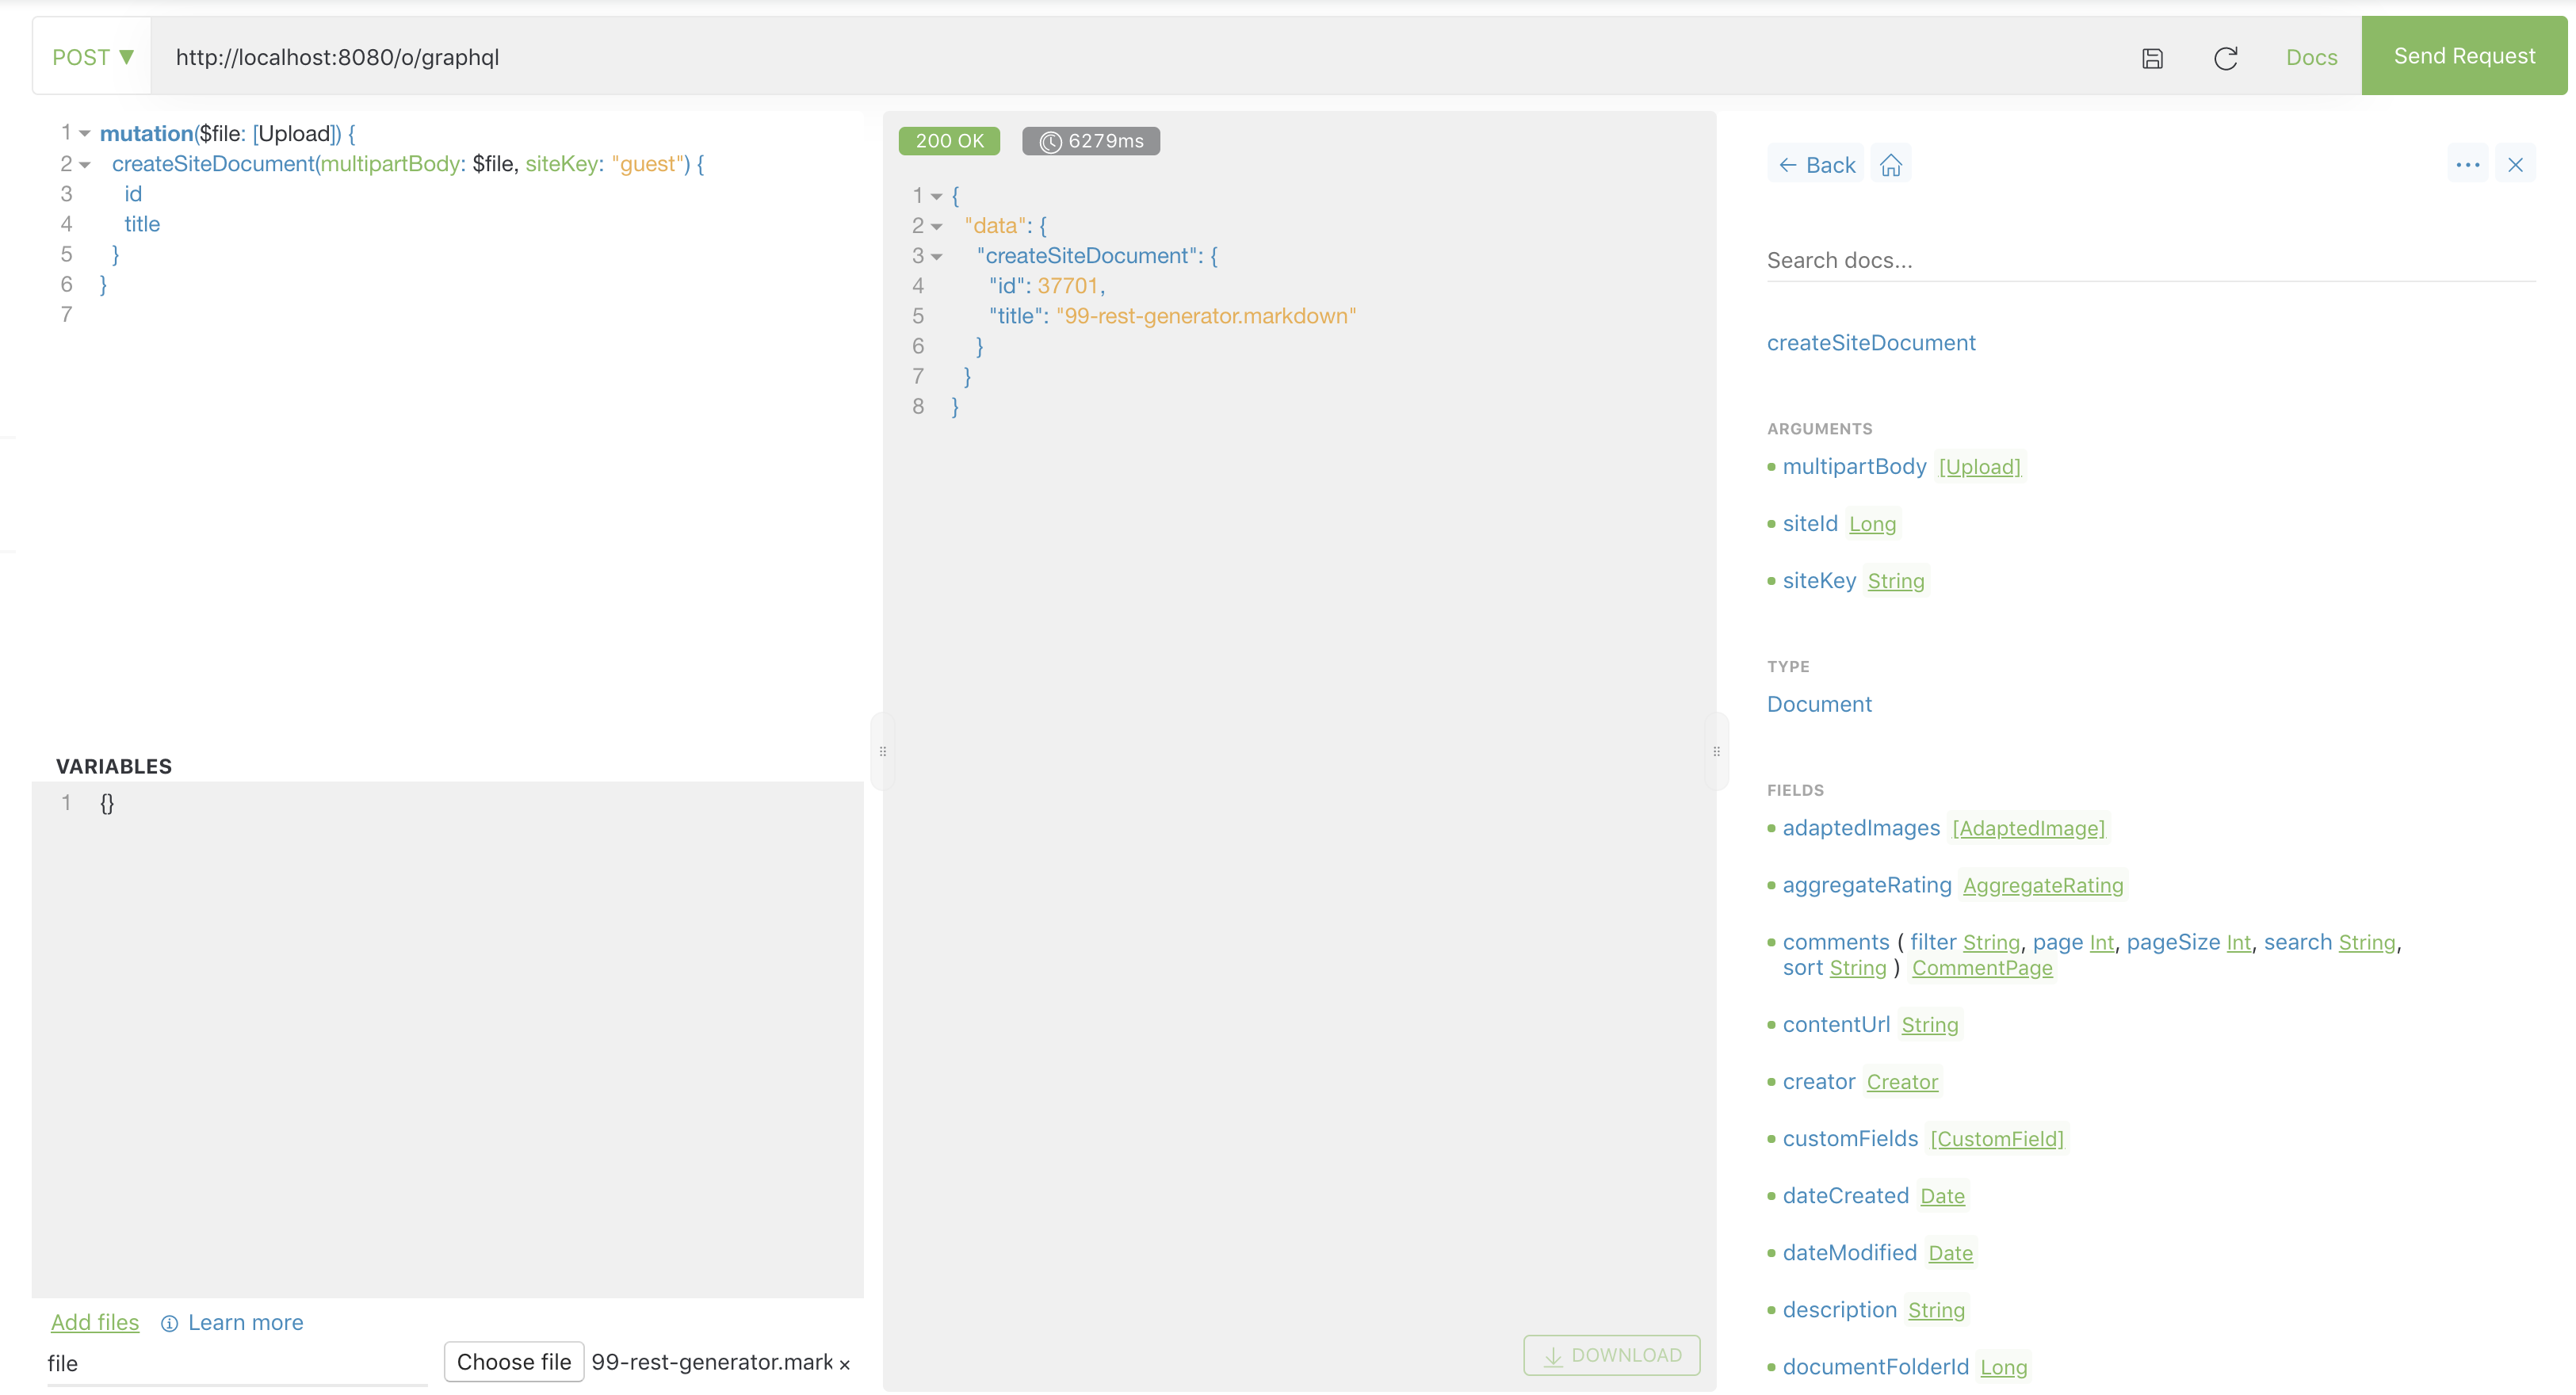 POST ▼ http://localhost:8080/o/graphql Docs Send Request
1 mutation($file: [Upload]) {
2 createSiteDocument(multipartBody: $file, siteKey: "guest") {
3 id
4 title
5 }
6 }
7
VARIABLES
1 {}
Add files Learn more
file Choose file 99-rest-generator.mark ×
200 OK 6279ms
1 {
2 "data": {
3 "createSiteDocument": {
4 "id": 37701,
5 "title": "99-rest-generator.markdown"
6 }
7 }
8 }
DOWNLOAD
← Back
Search docs...
createSiteDocument
ARGUMENTS
• multipartBody [Upload]
• siteId Long
• siteKey String
TYPE
Document
FIELDS
• adaptedImages [AdaptedImage]
• aggregateRating AggregateRating
• comments ( filter String, page Int, pageSize Int, search String,
sort String ) CommentPage
• contentUrl String
• creator Creator
• customFields [CustomField]
• dateCreated Date
• dateModified Date
• description String
• documentFolderId Long